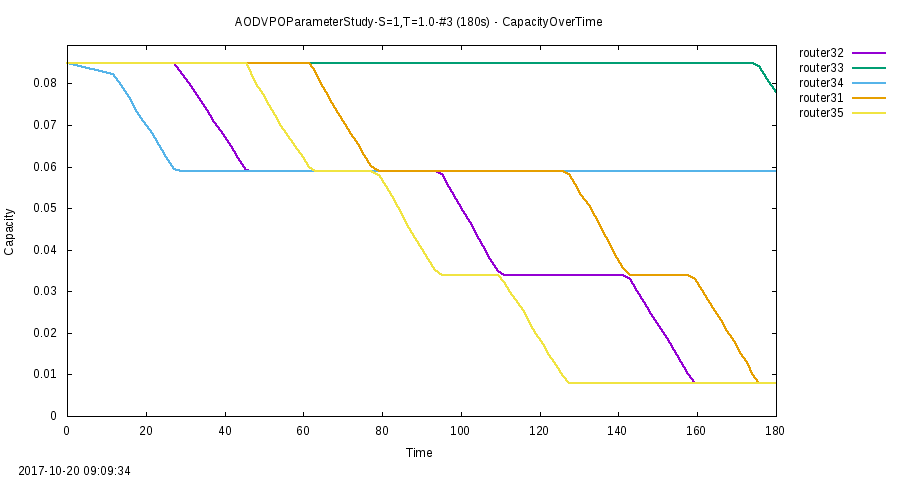 AODVPOParameterStudy-S=1,T=1.0-#3 (180s) - CapacityOverTime
router32
router33
router34
router31
router35
0.08
0.07
0.06
0.05
0.04
0.03
0.02
0.01
0
Capacity
0 20 40 60 80 100 120 140 160 180
Time
2017-10-20 09:09:34